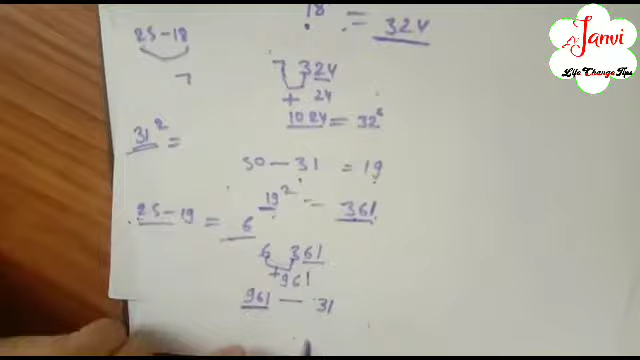 25-18
18² = 324
7
7 324
+ 24
1024 = 32²
31² =
50 - 31 = 19
19² = 361
25-19 = 6
6 361
+961
961 - 31
Janvi
Life Change Tips